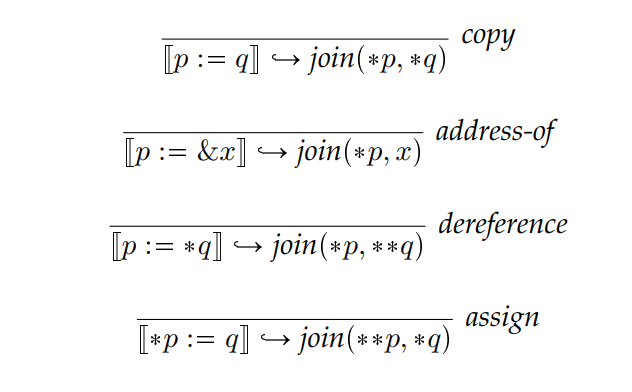 ⟦p := q⟧ ↪ join(∗p, ∗q) copy
⟦p := &x⟧ ↪ join(∗p, x) address-of
⟦p := ∗q⟧ ↪ join(∗p, ∗∗q) dereference
⟦∗p := q⟧ ↪ join(∗∗p, ∗q) assign